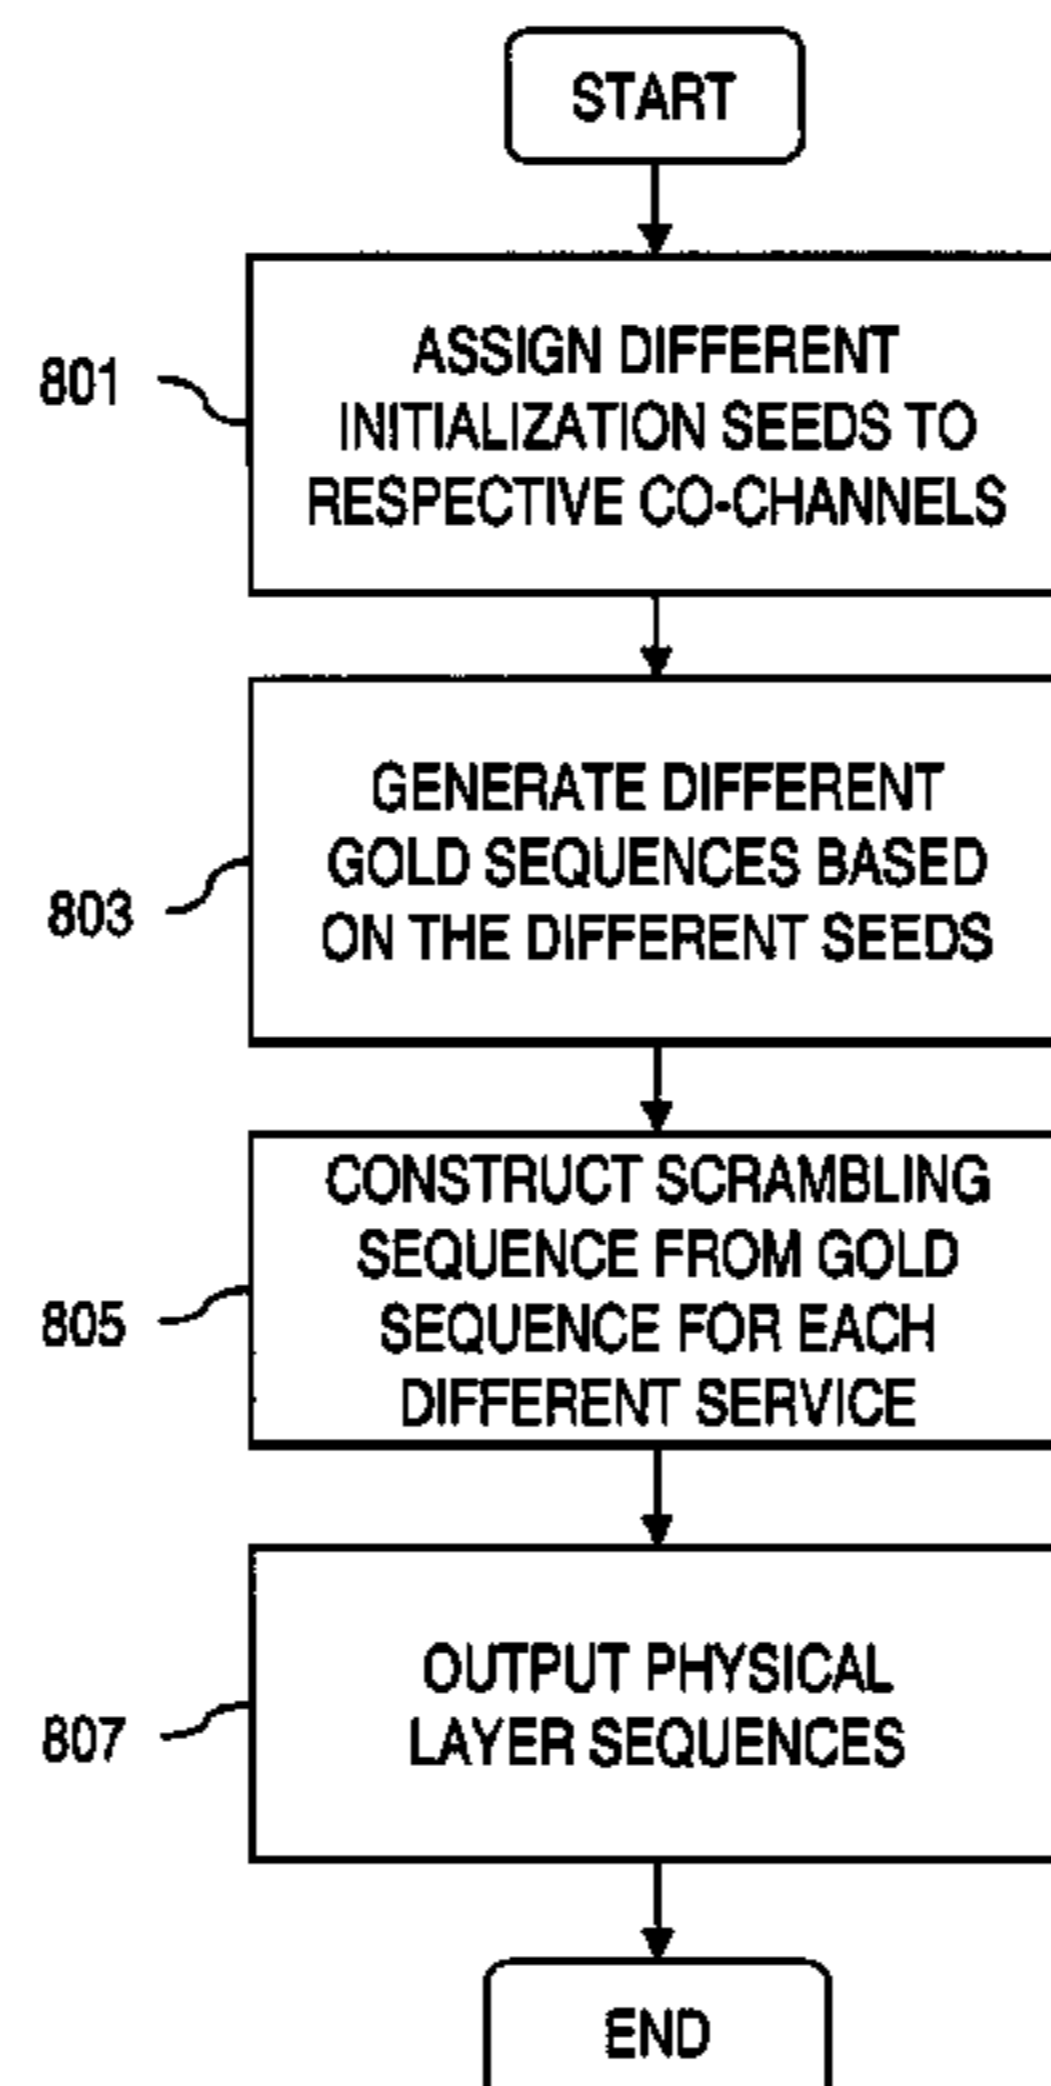 START
801
ASSIGN DIFFERENT
INITIALIZATION SEEDS TO
RESPECTIVE CO-CHANNELS
803
GENERATE DIFFERENT
GOLD SEQUENCES BASED
ON THE DIFFERENT SEEDS
805
CONSTRUCT SCRAMBLING
SEQUENCE FROM GOLD
SEQUENCE FOR EACH
DIFFERENT SERVICE
807
OUTPUT PHYSICAL
LAYER SEQUENCES
END